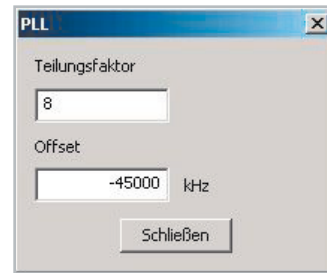 PLL
Teilungsfaktor
8
Offset
-45000 kHz
Schließen